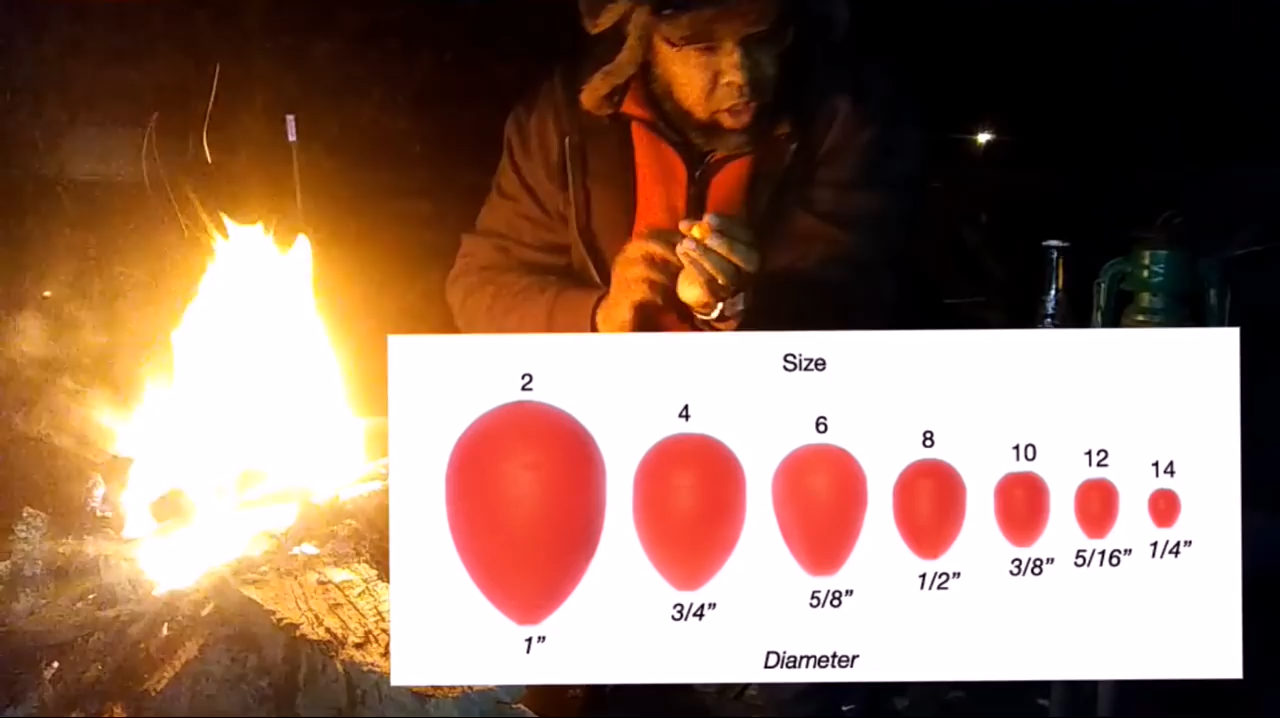 Size
2 4 6 8 10 12 14
1” 3/4” 5/8” 1/2” 3/8” 5/16” 1/4”
Diameter